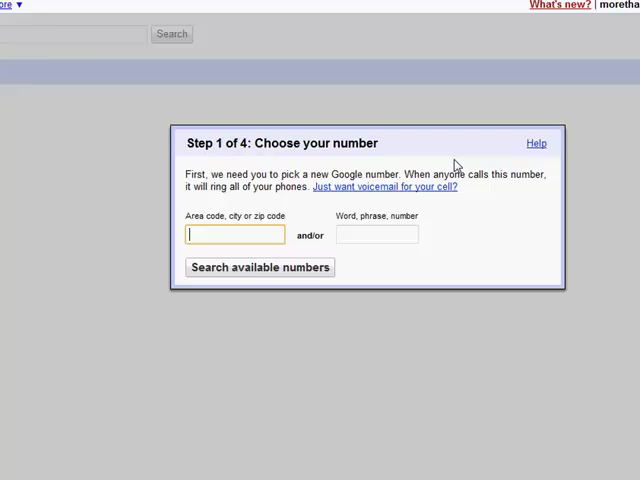 ore ▼ What's new? | moretha
Search
Step 1 of 4: Choose your number Help
First, we need you to pick a new Google number. When anyone calls this number,
it will ring all of your phones. Just want voicemail for your cell?
Area code, city or zip code Word, phrase, number
and/or
Search available numbers